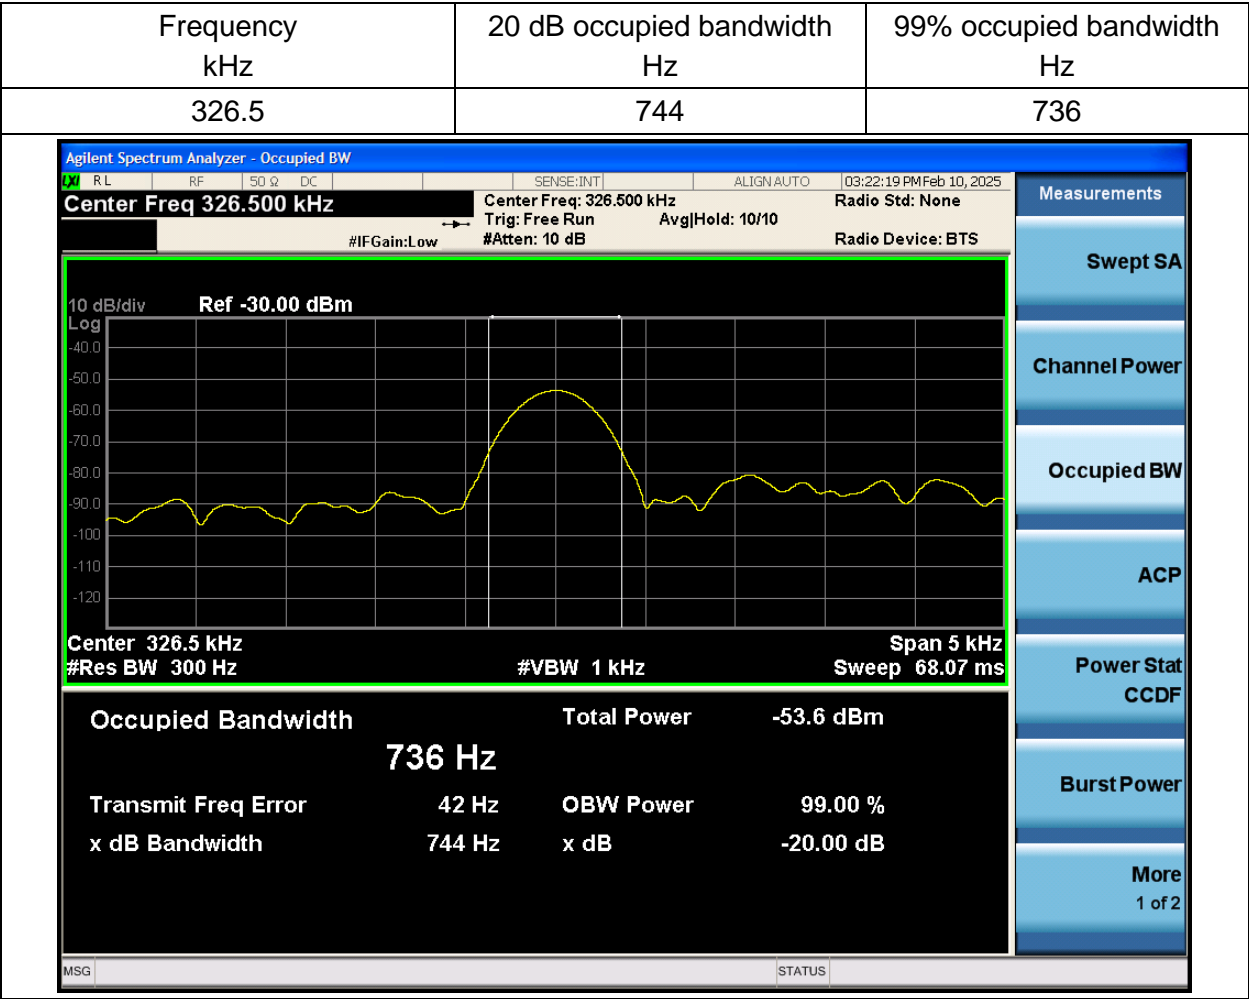 Frequency
kHz
20 dB occupied bandwidth
Hz
99% occupied bandwidth
Hz
326.5
744
736
Agilent Spectrum Analyzer - Occupied BW
LXI RL RF 50 Ω DC SENSE:INT ALIGN AUTO 03:22:19 PM Feb 10, 2025
Center Freq 326.500 kHz
Center Freq: 326.500 kHz
Radio Std: None
Trig: Free Run Avg|Hold: 10/10
#IFGain:Low
#Atten: 10 dB
Radio Device: BTS
10 dB/div Ref -30.00 dBm
Log
-40.0
-50.0
-60.0
-70.0
-80.0
-90.0
-100
-110
-120
Center 326.5 kHz Span 5 kHz
#Res BW 300 Hz #VBW 1 kHz Sweep 68.07 ms
Occupied Bandwidth Total Power -53.6 dBm
736 Hz
Transmit Freq Error 42 Hz OBW Power 99.00 %
x dB Bandwidth 744 Hz x dB -20.00 dB
Measurements
Swept SA
Channel Power
Occupied BW
ACP
Power Stat
CCDF
Burst Power
More
1 of 2
MSG STATUS